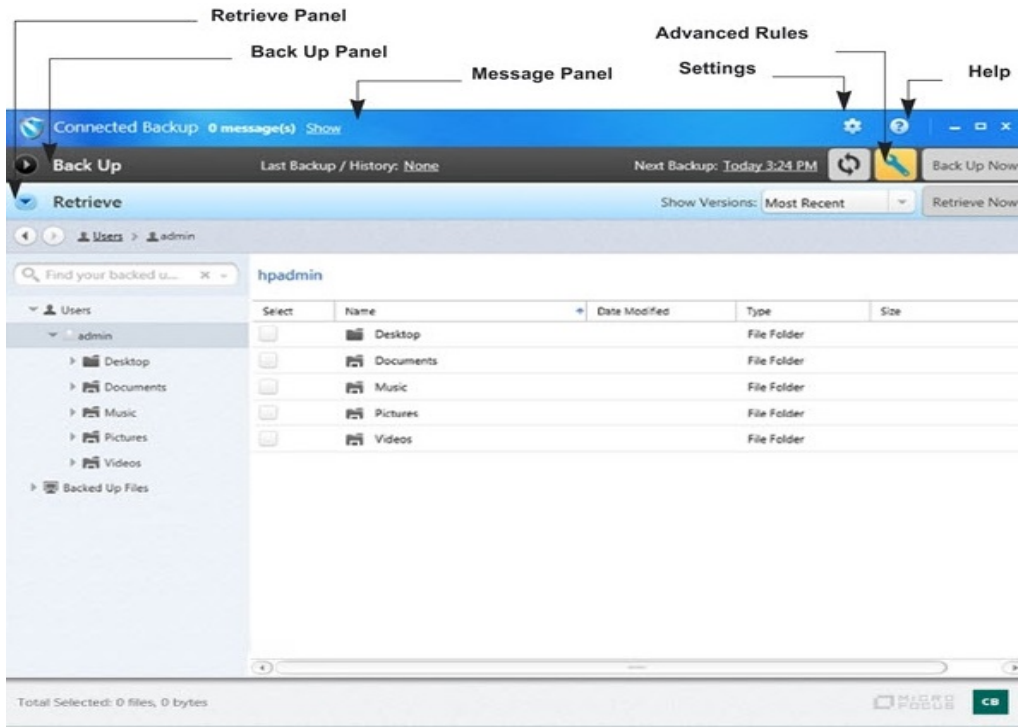 Retrieve Panel
Back Up Panel
Advanced Rules
Message Panel
Settings
Help
Connected Backup 0 message(s) Show
Back Up Last Backup / History: None Next Backup: Today 3:24 PM Back Up Now
Retrieve Show Versions: Most Recent Retrieve Now
Users > admin
Find your backed u... hpadmin
Users Select Name Date Modified Type Size
admin Desktop File Folder
Desktop Documents File Folder
Documents Music File Folder
Music Pictures File Folder
Pictures Videos File Folder
Videos
Backed Up Files
Total Selected: 0 files, 0 bytes MICRO FOCUS CB